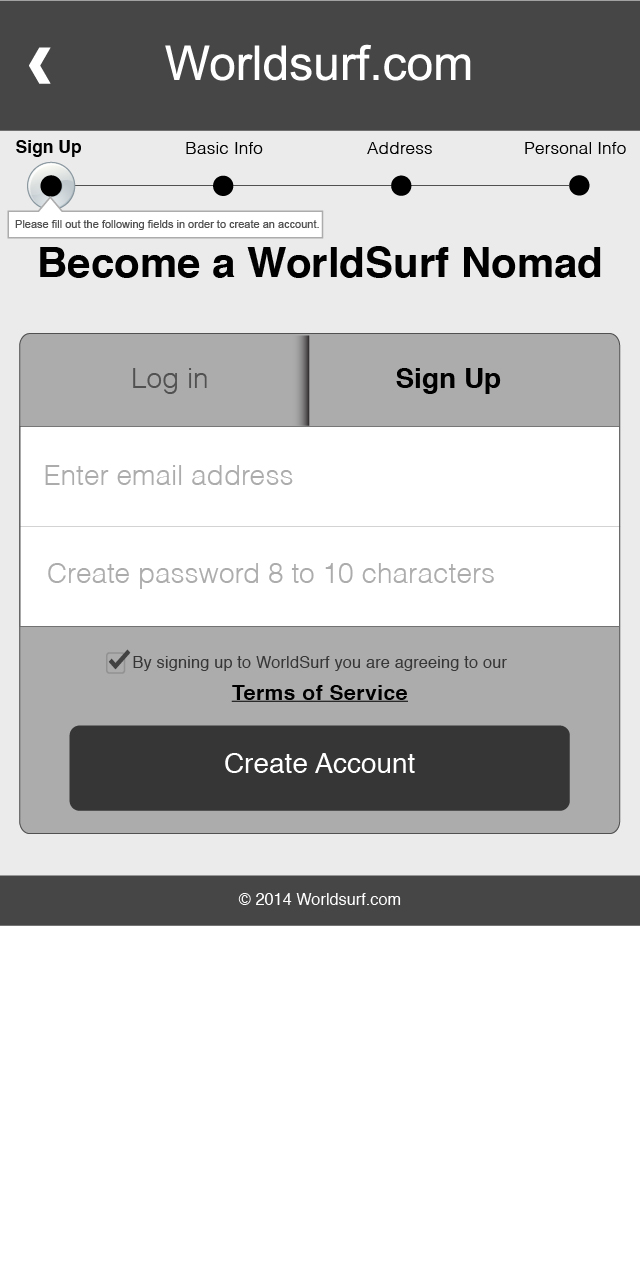 Worldsurf.com
Sign Up Basic Info Address Personal Info
Please fill out the following fields in order to create an account.
Become a WorldSurf Nomad
Log in Sign Up
Enter email address
Create password 8 to 10 characters
By signing up to WorldSurf you are agreeing to our
Terms of Service
Create Account
© 2014 Worldsurf.com